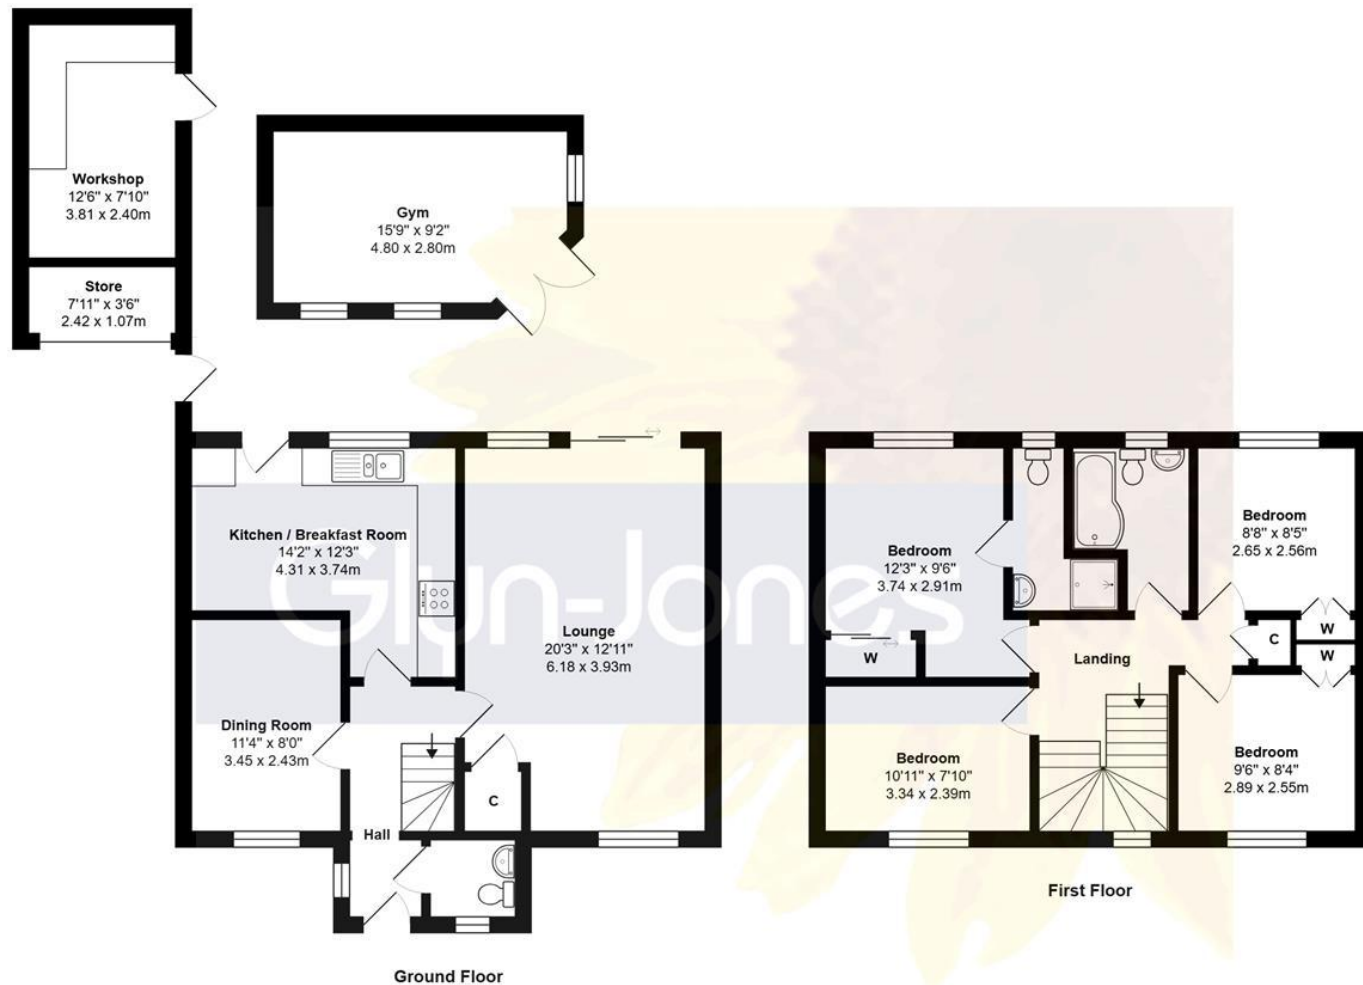 Workshop
12'6" x 7'10"
3.81 x 2.40m
Gym
15'9" x 9'2"
4.80 x 2.80m
Store
7'11" x 3'6"
2.42 x 1.07m
Kitchen / Breakfast Room
14'2" x 12'3"
4.31 x 3.74m
Lounge
20'3" x 12'11"
6.18 x 3.93m
Dining Room
11'4" x 8'0"
3.45 x 2.43m
C
Hall
Ground Floor
Bedroom
12'3" x 9'6"
3.74 x 2.91m
W
Bedroom
8'8" x 8'5"
2.65 x 2.56m
W
C
W
Landing
Bedroom
10'11" x 7'10"
3.34 x 2.39m
Bedroom
9'6" x 8'4"
2.89 x 2.55m
First Floor
Glyn-Jones